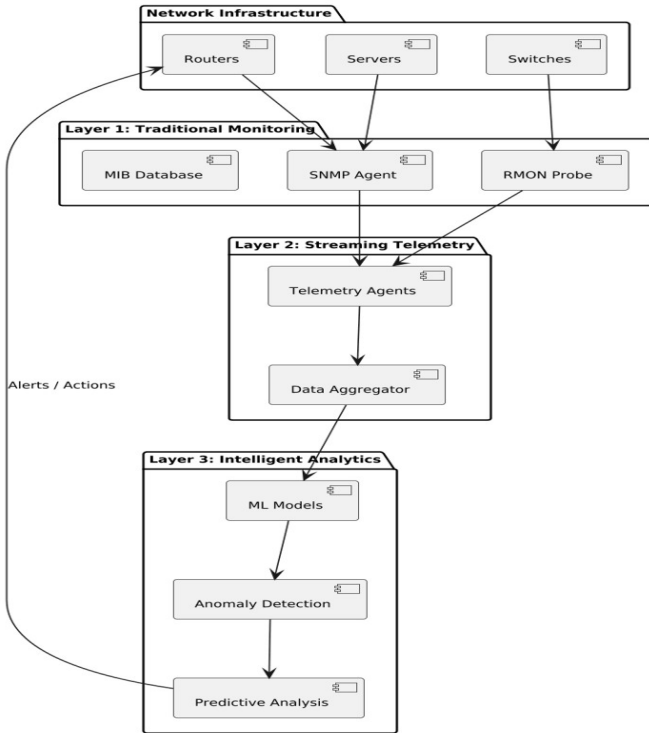 Network Infrastructure
Routers
Servers
Switches
Layer 1: Traditional Monitoring
MIB Database
SNMP Agent
RMON Probe
Layer 2: Streaming Telemetry
Telemetry Agents
Alerts / Actions
Data Aggregator
Layer 3: Intelligent Analytics
ML Models
Anomaly Detection
Predictive Analysis